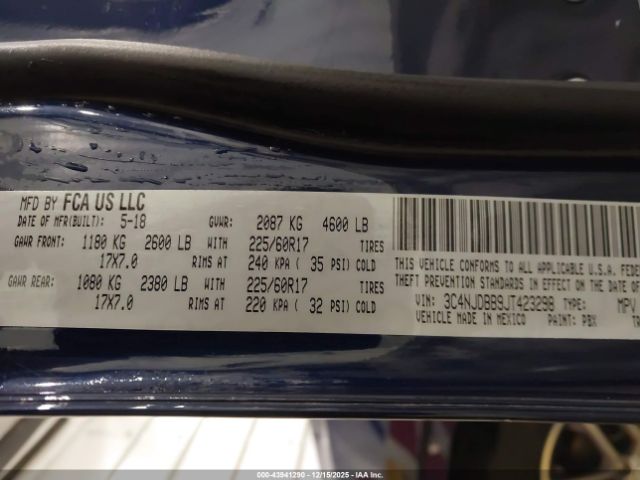 MFD BY FCA US LLC
DATE OF MFR(BUILT): 5-18 GVWR: 2087 KG 4600 LB
GAWR FRONT: 1180 KG 2600 LB WITH 225/60R17 TIRES
17X7.0 RIMS AT 240 KPA ( 35 PSI) COLD
GAWR REAR: 1080 KG 2380 LB WITH 225/60R17 TIRES
17X7.0 RIMS AT 220 KPA ( 32 PSI) COLD
THIS VEHICLE CONFORMS TO ALL APPLICABLE U.S.A. FEDE
THEFT PREVENTION STANDARDS IN EFFECT ON THE DATE OF
VIN: 3C4NJDBB9JT423298 TYPE: MPV
VEHICLE MADE IN MEXICO PAINT: PBX
000-43941290 - 12/15/2025 - IAA Inc.